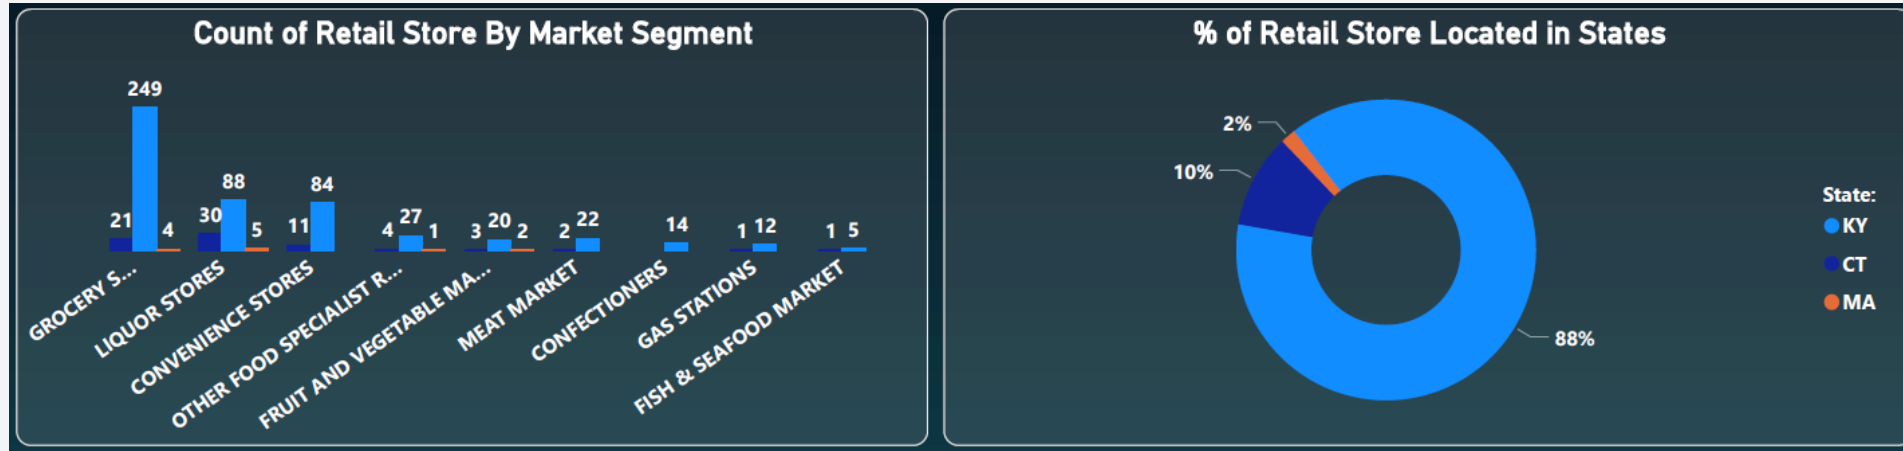 Count of Retail Store By Market Segment
249
21
4
88
30
5
84
11
4
27
1
3
20
2
2
22
14
1
12
1
5
GROCERY S...
LIQUOR STORES
CONVENIENCE STORES
OTHER FOOD SPECIALIST R...
FRUIT AND VEGETABLE MA...
MEAT MARKET
CONFECTIONERS
GAS STATIONS
FISH & SEAFOOD MARKET
% of Retail Store Located in States
2%
10%
88%
State:
KY
CT
MA